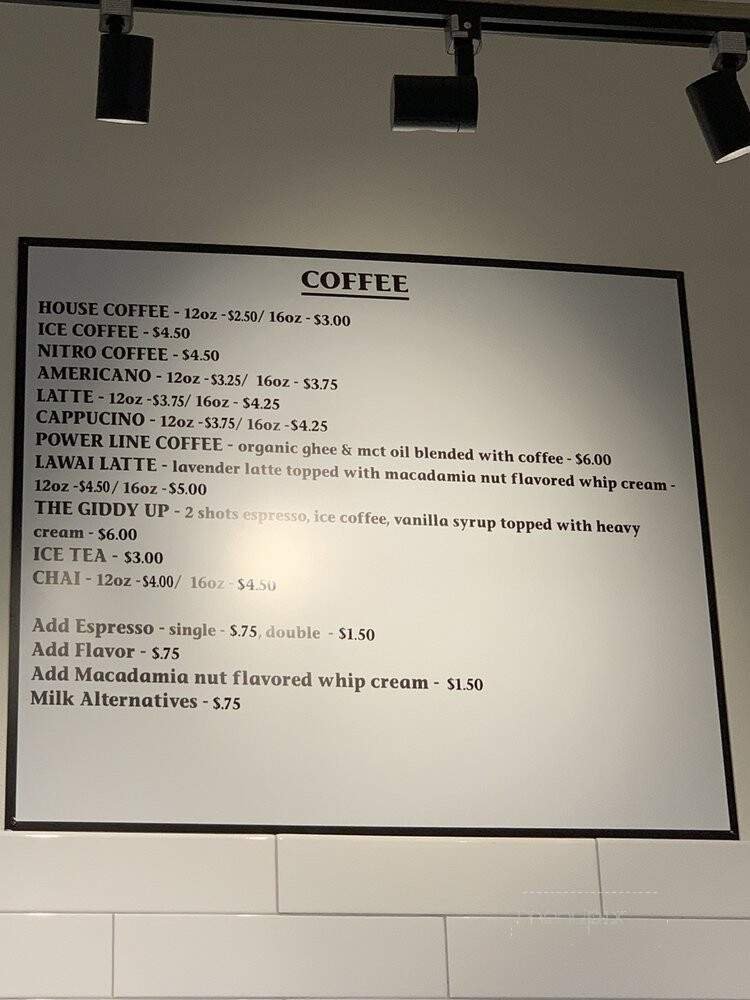 COFFEE
HOUSE COFFEE - 12oz -$2.50/ 16oz - $3.00
ICE COFFEE - $4.50
NITRO COFFEE - $4.50
AMERICANO - 12oz -$3.25/ 16oz - $3.75
LATTE - 12oz -$3.75/ 16oz - $4.25
CAPPUCINO - 12oz -$3.75/ 16oz -$4.25
POWER LINE COFFEE - organic ghee & mct oil blended with coffee - $6.00
LAWAI LATTE - lavender latte topped with macadamia nut flavored whip cream -
12oz -$4.50/ 16oz -$5.00
THE GIDDY UP - 2 shots espresso, ice coffee, vanilla syrup topped with heavy
cream - $6.00
ICE TEA - $3.00
CHAI - 12oz -$4.00/ 16oz - $4.50
Add Espresso - single - $.75, double - $1.50
Add Flavor - $.75
Add Macadamia nut flavored whip cream - $1.50
Milk Alternatives - $.75